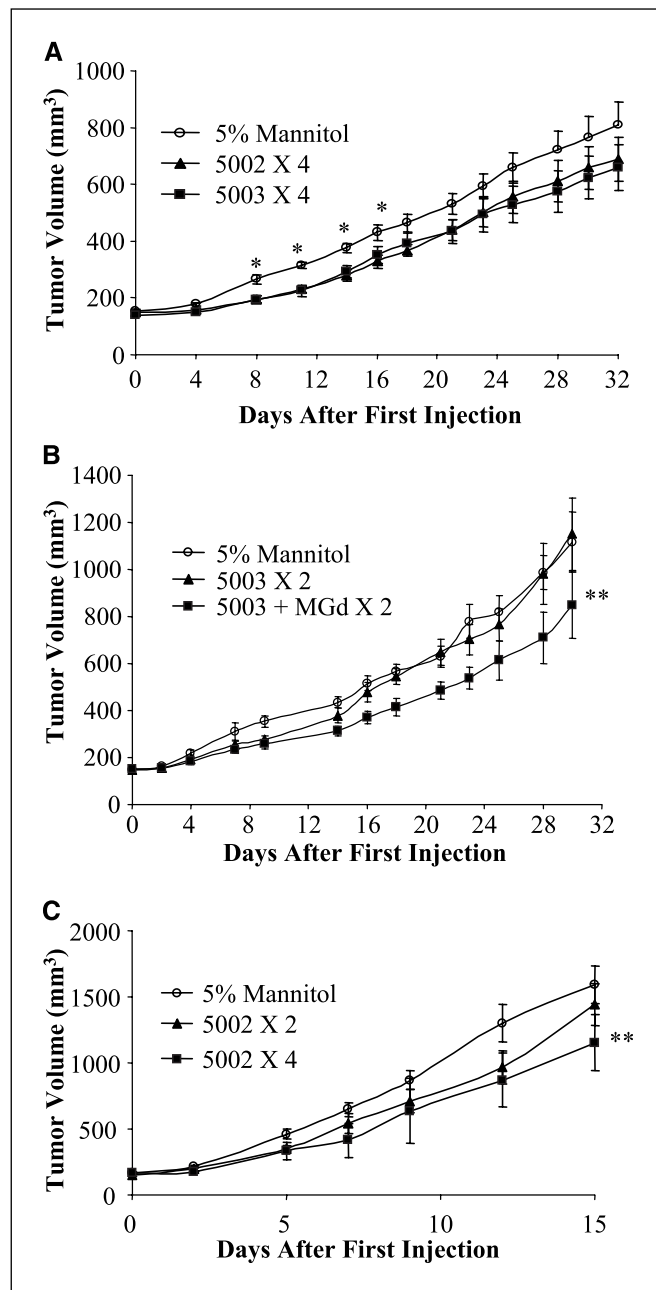 A
1000
800
600
400
200
0
Tumor Volume (mm³)
5% Mannitol
5002 X 4
5003 X 4
* * * *
0 4 8 12 16 20 24 28 32
Days After First Injection
B
1400
1200
1000
800
600
400
200
0
Tumor Volume (mm³)
5% Mannitol
5003 X 2
5003 + MGd X 2
**
0 4 8 12 16 21 25 28 32
Days After First Injection
C
2000
1500
1000
500
0
Tumor Volume (mm³)
5% Mannitol
5002 X 2
5002 X 4
**
0 5 10 15
Days After First Injection